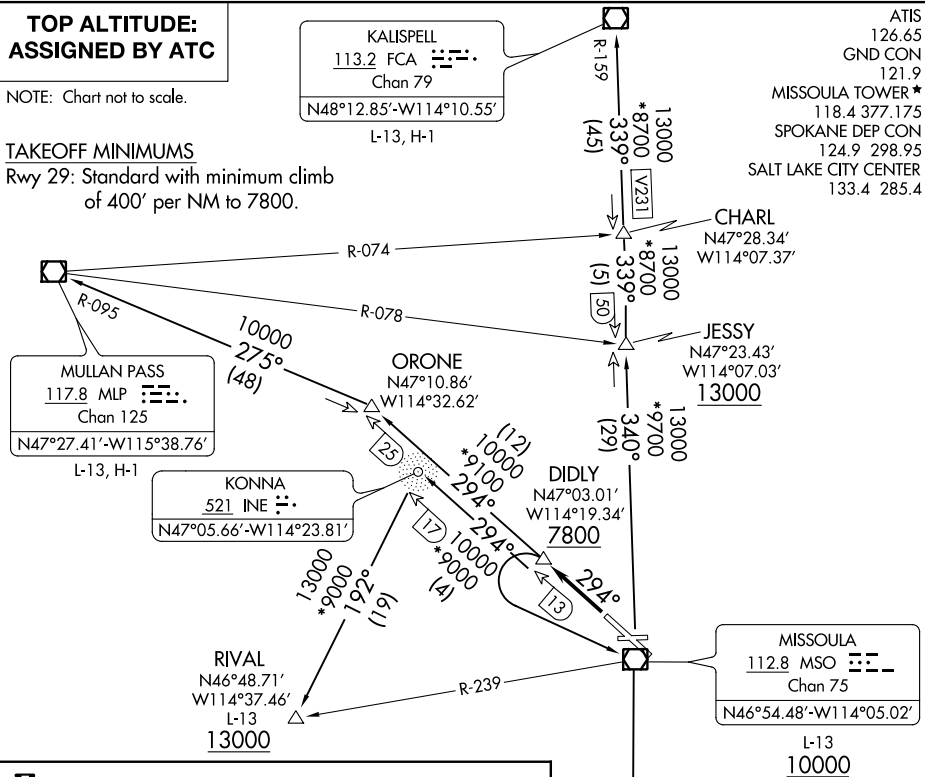 TOP ALTITUDE:
ASSIGNED BY ATC
NOTE: Chart not to scale.
TAKEOFF MINIMUMS
Rwy 29: Standard with minimum climb
of 400' per NM to 7800.
KALISPELL
113.2 FCA
Chan 79
N48°12.85'-W114°10.55'
L-13, H-1
ATIS
126.65
GND CON
121.9
MISSOULA TOWER★
118.4 377.175
SPOKANE DEP CON
124.9 298.95
SALT LAKE CITY CENTER
133.4 285.4
R-159
13000
*8700
339°
(45)
V231
CHARL
N47°28.34'
W114°07.37'
R-074
13000
*8700
339°
(5)
50
R-078
JESSY
N47°23.43'
W114°07.03'
13000
R-095
10000
275°
(48)
MULLAN PASS
117.8 MLP
Chan 125
N47°27.41'-W115°38.76'
L-13, H-1
ORONE
N47°10.86'
W114°32.62'
13000
*9700
340°
(29)
25
(12)
10000
*9100
294°
KONNA
521 INE
N47°05.66'-W114°23.81'
17
294°
10000
*9000
(4)
DIDLY
N47°03.01'
W114°19.34'
7800
13
294°
13000
*9000
192°
(19)
RIVAL
N46°48.71'
W114°37.46'
L-13
13000
R-239
MISSOULA
112.8 MSO
Chan 75
N46°54.48'-W114°05.02'
L-13
10000